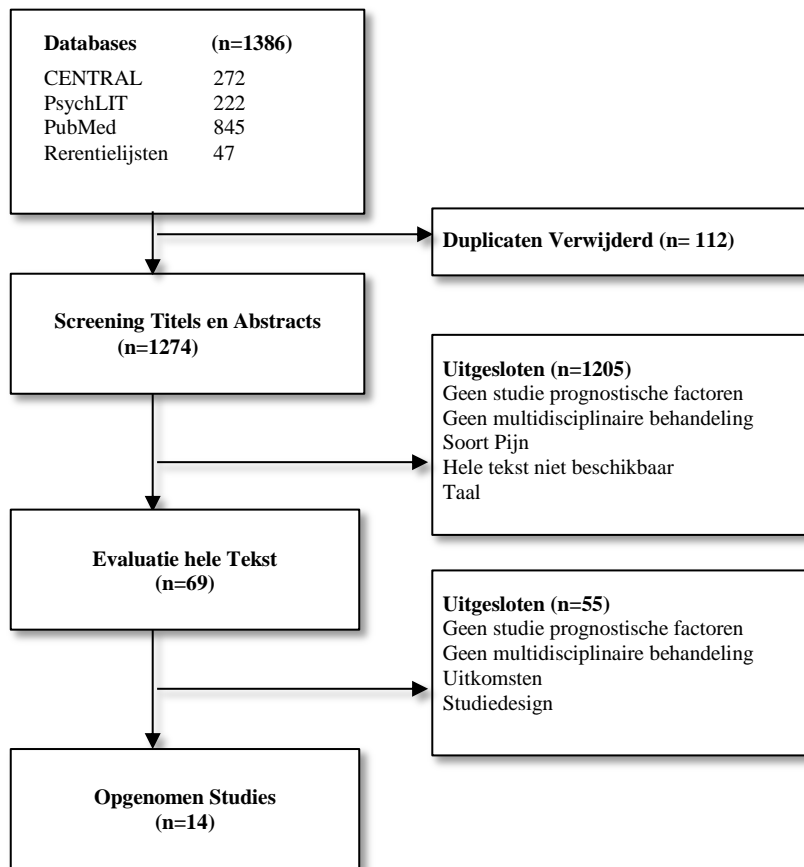 Databases (n=1386)
CENTRAL 272
PsychLIT 222
PubMed 845
Rerentielijsten 47
Duplicaten Verwijderd (n= 112)
Screening Titels en Abstracts
(n=1274)
Uitgesloten (n=1205)
Geen studie prognostische factoren
Geen multidisciplinaire behandeling
Soort Pijn
Hele tekst niet beschikbaar
Taal
Evaluatie hele Tekst
(n=69)
Uitgesloten (n=55)
Geen studie prognostische factoren
Geen multidisciplinaire behandeling
Uitkomsten
Studiedesign
Opgenomen Studies
(n=14)